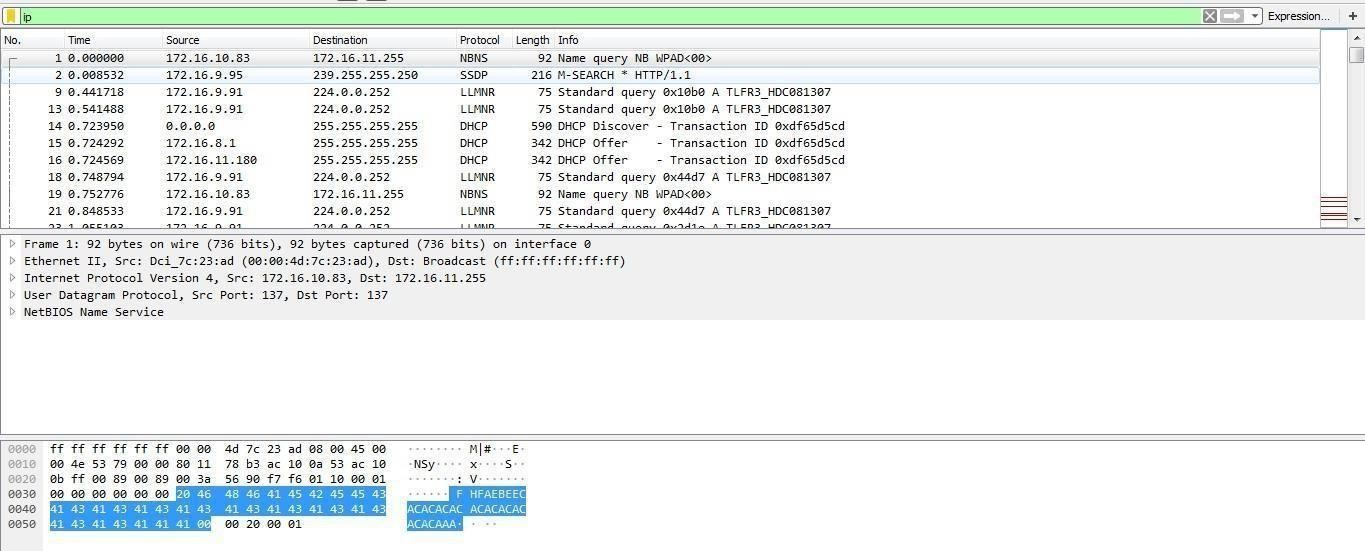 ip Expression... +
No. Time Source Destination Protocol Length Info
1 0.000000 172.16.10.83 172.16.11.255 NBNS 92 Name query NB WPAD<00>
2 0.008532 172.16.9.95 239.255.255.250 SSDP 216 M-SEARCH * HTTP/1.1
9 0.441718 172.16.9.91 224.0.0.252 LLMNR 75 Standard query 0x10b0 A TLFR3_HDC081307
13 0.541488 172.16.9.91 224.0.0.252 LLMNR 75 Standard query 0x10b0 A TLFR3_HDC081307
14 0.723950 0.0.0.0 255.255.255.255 DHCP 590 DHCP Discover - Transaction ID 0xdf65d5cd
15 0.724292 172.16.8.1 255.255.255.255 DHCP 342 DHCP Offer - Transaction ID 0xdf65d5cd
16 0.724569 172.16.11.180 255.255.255.255 DHCP 342 DHCP Offer - Transaction ID 0xdf65d5cd
18 0.748794 172.16.9.91 224.0.0.252 LLMNR 75 Standard query 0x44d7 A TLFR3_HDC081307
19 0.752776 172.16.10.83 172.16.11.255 NBNS 92 Name query NB WPAD<00>
21 0.848533 172.16.9.91 224.0.0.252 LLMNR 75 Standard query 0x44d7 A TLFR3_HDC081307
Frame 1: 92 bytes on wire (736 bits), 92 bytes captured (736 bits) on interface 0
Ethernet II, Src: Dci_7c:23:ad (00:00:4d:7c:23:ad), Dst: Broadcast (ff:ff:ff:ff:ff:ff)
Internet Protocol Version 4, Src: 172.16.10.83, Dst: 172.16.11.255
User Datagram Protocol, Src Port: 137, Dst Port: 137
NetBIOS Name Service
0000 ff ff ff ff ff ff 00 00 4d 7c 23 ad 08 00 45 00 ········ M|#···E·
0010 00 4e 53 79 00 00 80 11 78 b3 ac 10 0a 53 ac 10 ·NSy···· x····S··
0020 0b ff 00 89 00 89 00 3a 56 90 f7 f6 01 10 00 01 ·······: V·······
0030 00 00 00 00 00 00 20 46 48 46 41 45 42 45 45 43 ······ F HFAEBEEC
0040 41 43 41 43 41 43 41 43 41 43 41 43 41 43 41 43 ACACACAC ACACACAC
0050 41 43 41 43 41 41 41 00 00 20 00 01 ACACAAA· · ··